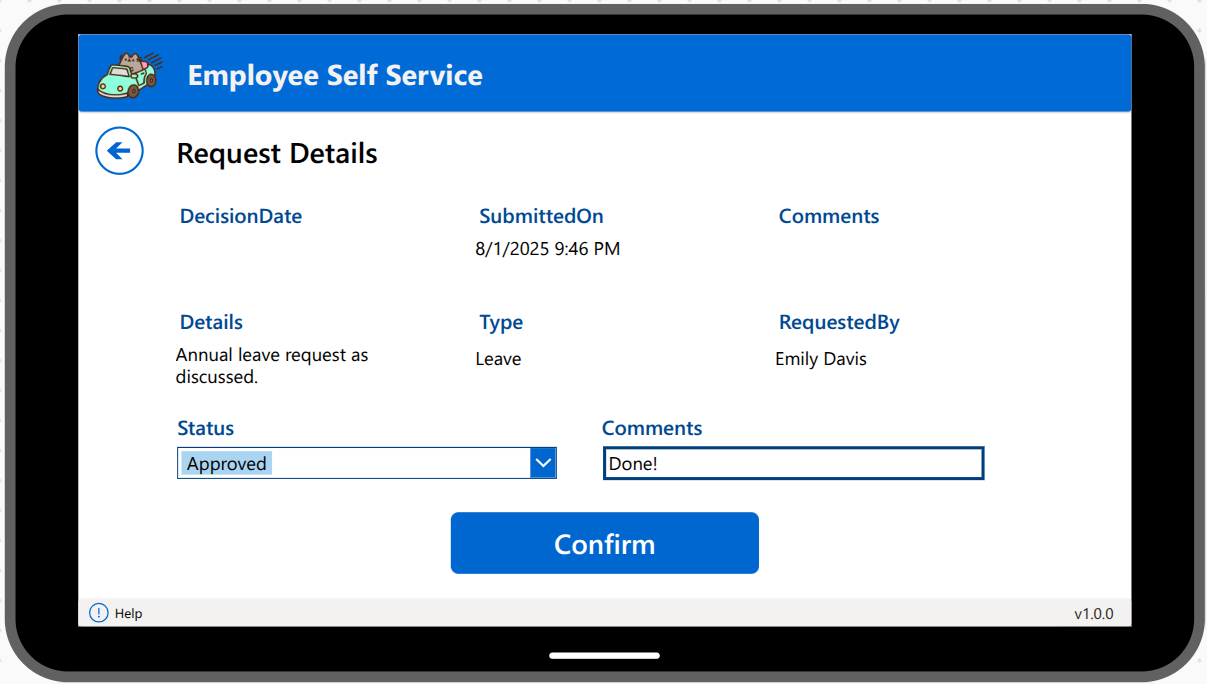 Employee Self Service
Request Details
DecisionDate
SubmittedOn
8/1/2025 9:46 PM
Comments
Details
Annual leave request as
discussed.
Type
Leave
RequestedBy
Emily Davis
Status
Approved
Comments
Done!
Confirm
Help
v1.0.0